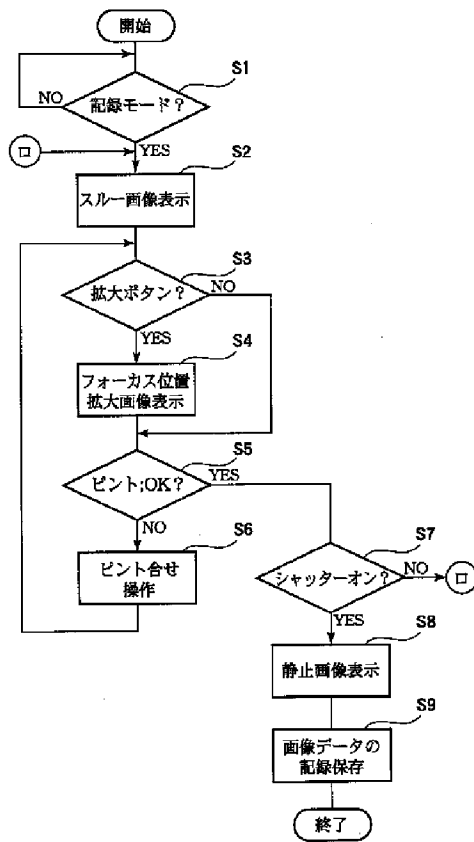 開始
S1
記録モード？
NO
YES
ロ
S2
スルー画像表示
S3
拡大ボタン？
NO
YES
S4
フォーカス位置
拡大画像表示
S5
ピント;OK？
YES
NO
S6
ピント合せ
操作
S7
シャッターオン？
NO
ロ
YES
S8
静止画像表示
S9
画像データの
記録保存
終了